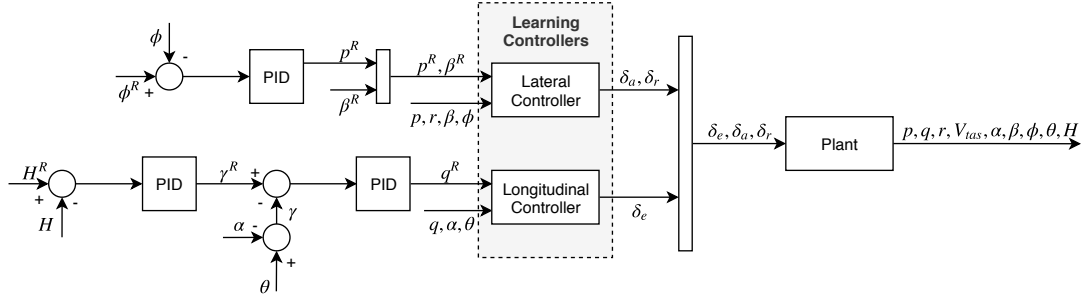 Learning
Controllers
ϕ
-
ϕ^R
+
PID
p^R
β^R
p^R, β^R
p, r, β, ϕ
Lateral
Controller
δ_a, δ_r
δ_e, δ_a, δ_r
Plant
p, q, r, V_tas, α, β, ϕ, θ, H
H^R
+
-
H
PID
γ^R
+
-
γ
α
-
+
θ
PID
q^R
q, α, θ
Longitudinal
Controller
δ_e